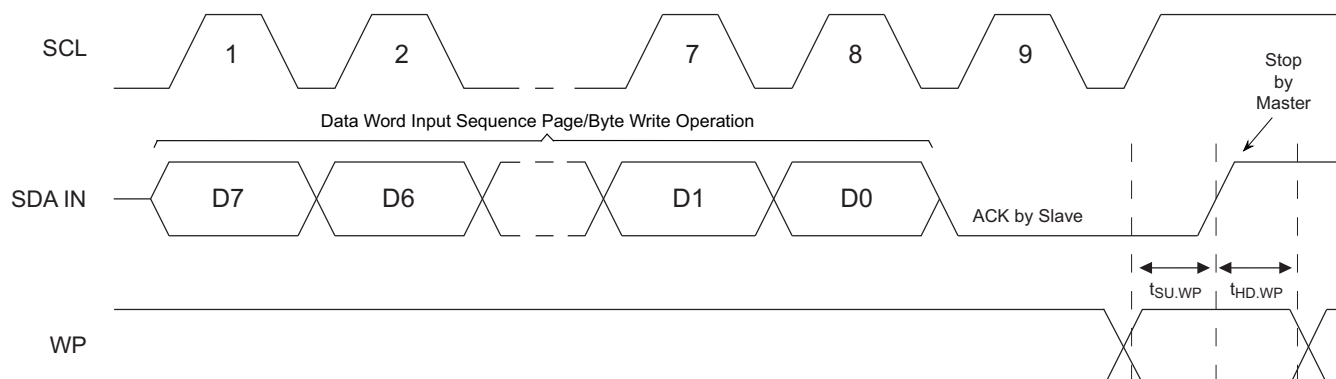 SCL
1
2
7
8
9
Stop
by
Master
Data Word Input Sequence Page/Byte Write Operation
SDA IN
D7
D6
D1
D0
ACK by Slave
tSU.WP
tHD.WP
WP